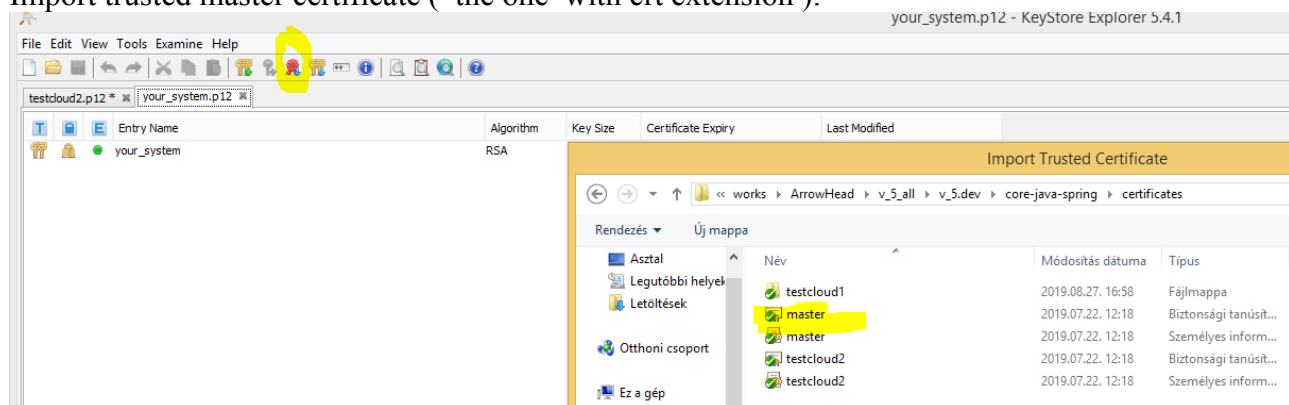 Import trusted master certificate ( the one with crt extension ).
your_system.p12 - KeyStore Explorer 5.4.1
File Edit View Tools Examine Help
testcloud2.p12 * your_system.p12
T E Entry Name Algorithm Key Size Certificate Expiry Last Modified
your_system RSA
Import Trusted Certificate
« works ArrowHead v_5_all v_5.dev core-java-spring certificates
Rendezés Új mappa
Asztal Név Módosítás dátuma Típus
Legutóbbi helyek testcloud1 2019.08.27. 16:58 Fájlmappa
Letöltések master 2019.07.22. 12:18 Biztonsági tanúsít...
master 2019.07.22. 12:18 Személyes inform...
Otthoni csoport testcloud2 2019.07.22. 12:18 Biztonsági tanúsít...
testcloud2 2019.07.22. 12:18 Személyes inform...
Ez a gép